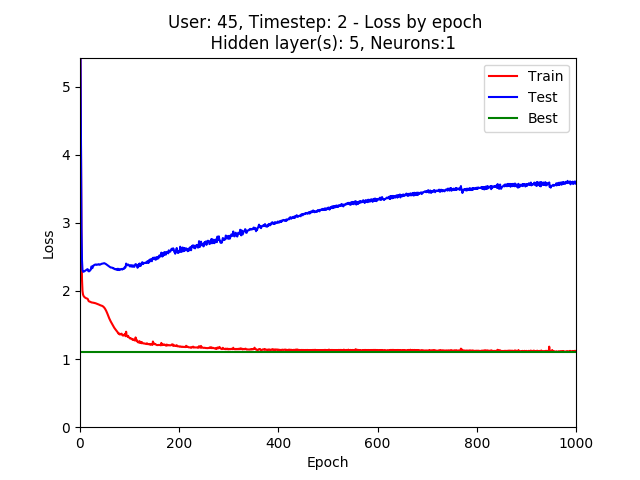 User: 45, Timestep: 2 - Loss by epoch
Hidden layer(s): 5, Neurons:1
Train
Test
Best
5
4
3
2
1
0
Loss
0 200 400 600 800 1000
Epoch